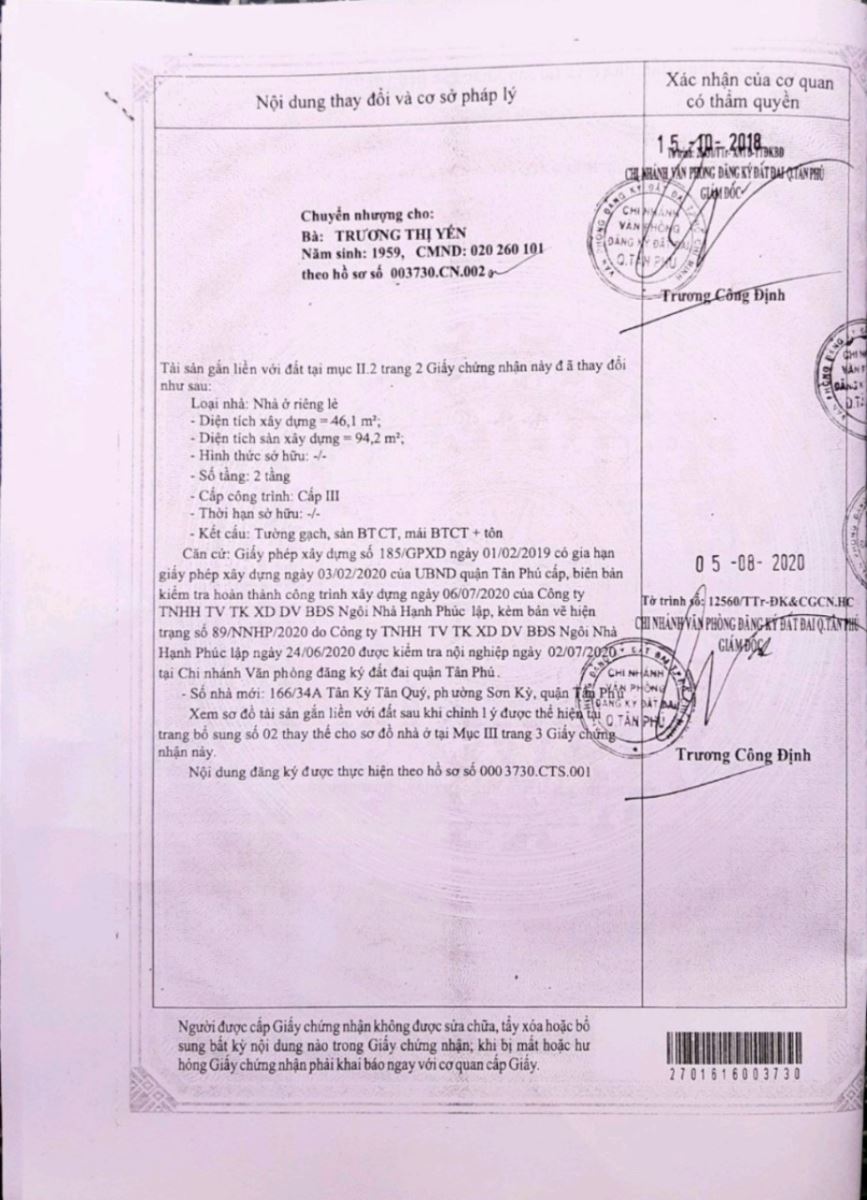 Nội dung thay đổi và cơ sở pháp lý
Xác nhận của cơ quan
có thẩm quyền
15 -10- 2018
CHI NHÁNH VĂN PHÒNG ĐĂNG KÝ ĐẤT ĐAI Q.TÂN PHÚ
GIÁM ĐỐC
CHI NHÁNH
VĂN PHÒNG
ĐĂNG KÝ ĐẤT ĐAI
Q.TÂN PHÚ
Trương Công Định
Chuyển nhượng cho:
Bà: TRƯƠNG THỊ YẾN
Năm sinh: 1959, CMND: 020 260 101
theo hồ sơ số 003730.CN.002
Tài sản gắn liền với đất tại mục II.2 trang 2 Giấy chứng nhận này đ ã thay đổi
như sau:
Loại nhà: Nhà ở riêng lẻ
- Diện tích xây dựng = 46,1 m²;
- Diện tích sàn xây dựng = 94,2 m²;
- Hình thức sở hữu: -/-
- Số tầng: 2 tầng
- Cấp công trình: Cấp III
- Thời hạn sở hữu: -/-
- Kết cấu: Tường gạch, sàn BTCT, mái BTCT + tôn
Căn cứ: Giấy phép xây dựng số 185/GPXD ngày 01/02/2019 có gia hạn
giấy phép xây dựng ngày 03/02/2020 của UBND quận Tân Phú cấp, biên bản
kiểm tra hoàn thành công trình xây dựng ngày 06/07/2020 của Công ty
TNHH TV TK XD DV BĐS Ngôi Nhà Hạnh Phúc lập, kèm bản vẽ hiện
trạng số 89/NNHP/2020 do Công ty TNHH TV TK XD DV BĐS Ngôi Nhà
Hạnh Phúc lập ngày 24/06/2020 được kiểm tra nội nghiệp ngày 02/07/2020
tại Chi nhánh Văn phòng đăng ký đất đai quận Tân Phú.
- Số nhà mới: 166/34A Tân Kỳ Tân Quý, phường Sơn Kỳ, quận Tân Phú
Xem sơ đồ tài sản gắn liền với đất sau khi chỉnh lý được thể hiện tại
trang bổ sung số 02 thay thế cho sơ đồ nhà ở tại Mục III trang 3 Giấy chứng
nhận này.
Nội dung đăng ký được thực hiện theo hồ sơ số 0003730.CTS.001
05 -08- 2020
Tờ trình số: 12560/TTr-ĐK&CGCN.HC
CHI NHÁNH VĂN PHÒNG ĐĂNG KÝ ĐẤT ĐAI Q.TÂN PHÚ
GIÁM ĐỐC
CHI NHÁNH
VĂN PHÒNG
ĐĂNG KÝ ĐẤT ĐAI
Q.TÂN PHÚ
Trương Công Định
Người được cấp Giấy chứng nhận không được sửa chữa, tẩy xóa hoặc bổ
sung bất kỳ nội dung nào trong Giấy chứng nhận; khi bị mất hoặc hư
hỏng Giấy chứng nhận phải khai báo ngay với cơ quan cấp Giấy.
2701616003730